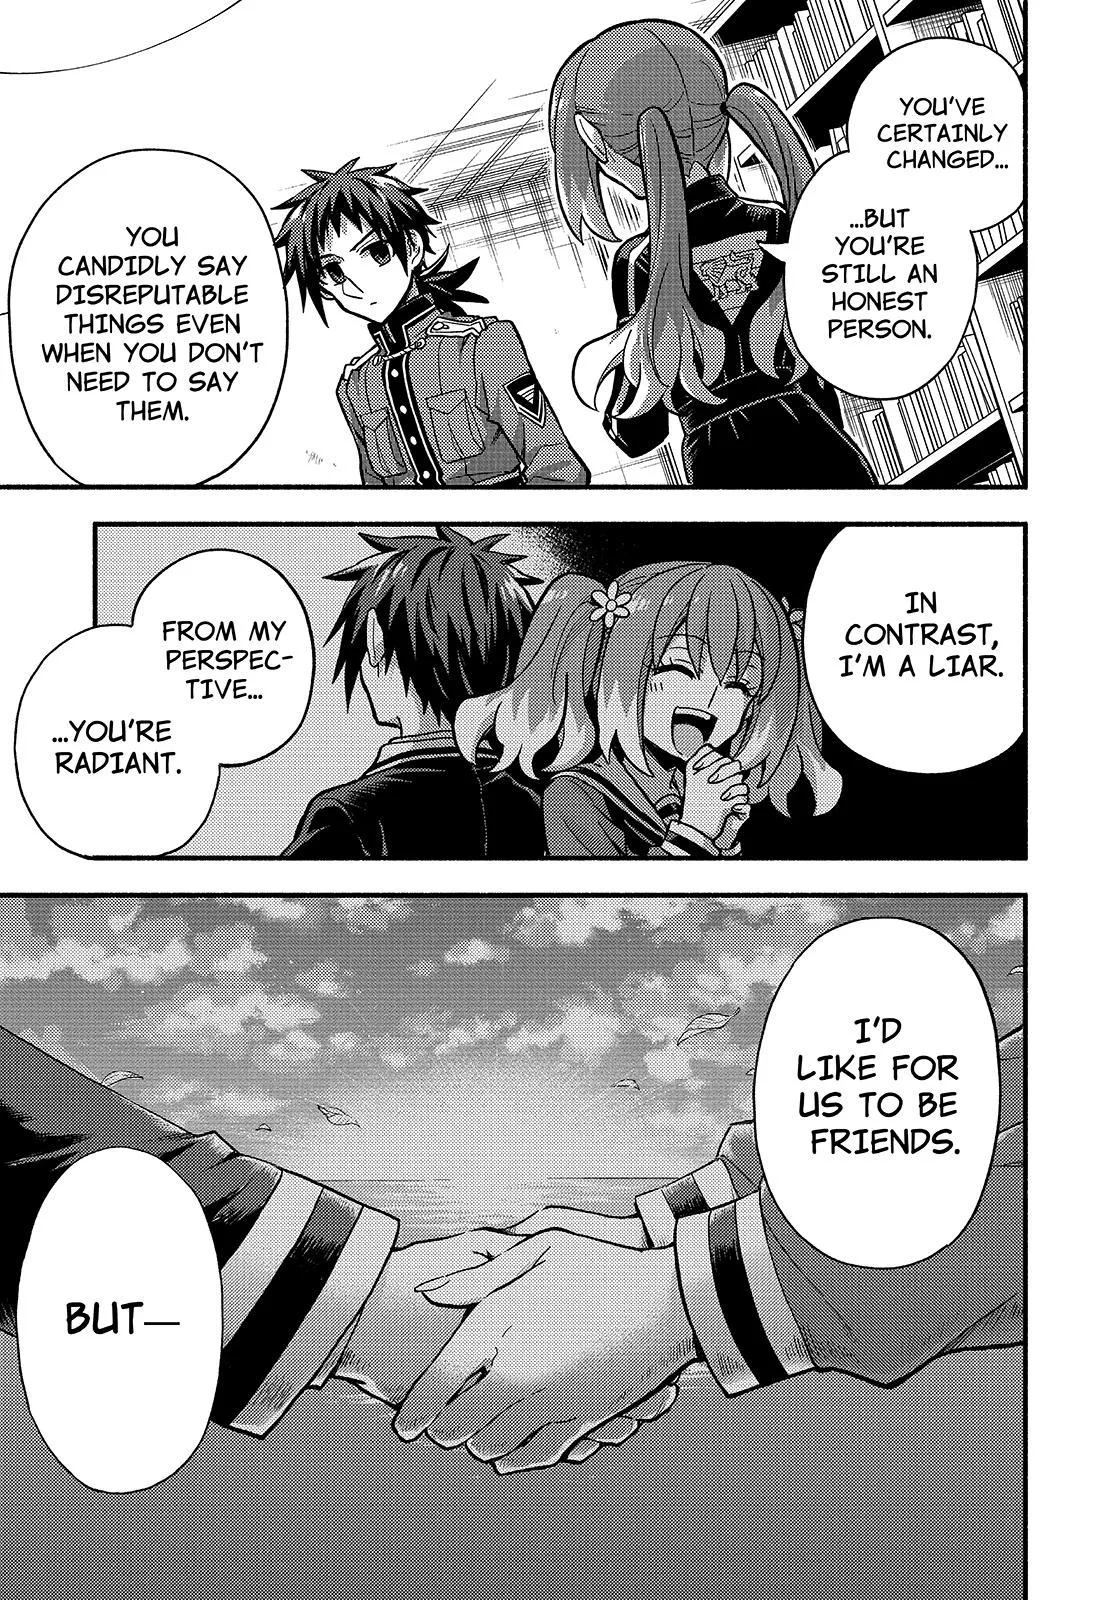 YOU'VE
CERTAINLY
CHANGED...
...BUT
YOU'RE
STILL AN
HONEST
PERSON.
YOU
CANDIDLY SAY
DISREPUTABLE
THINGS EVEN
WHEN YOU DON'T
NEED TO SAY
THEM.
IN
CONTRAST,
I'M A LIAR.
FROM MY
PERSPEC-
TIVE...
...YOU'RE
RADIANT.
I'D
LIKE FOR
US TO BE
FRIENDS.
BUT—